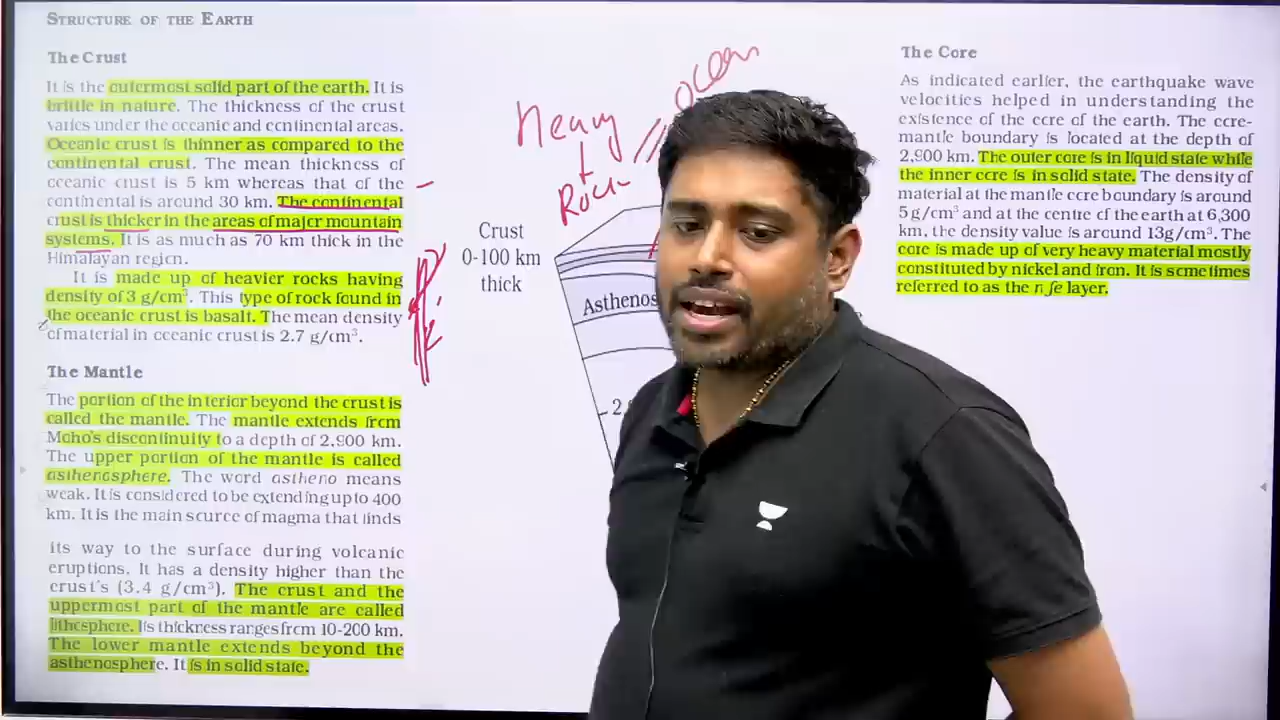 STRUCTURE OF THE EARTH
The Crust
It is the outermost solid part of the earth. It is
brittle in nature. The thickness of the crust
varies under the oceanic and continental areas.
Oceanic crust is thinner as compared to the
continental crust. The mean thickness of
oceanic crust is 5 km whereas that of the
continental is around 30 km. The continental
crust is thicker in the areas of major mountain
systems. It is as much as 70 km thick in the
Himalayan region.
It is made up of heavier rocks having
density of 3 g/cm³. This type of rock found in
the oceanic crust is basalt. The mean density
of material in oceanic crust is 2.7 g/cm³.
The Mantle
The portion of the interior beyond the crust is
called the mantle. The mantle extends from
Moho's discontinuity to a depth of 2,900 km.
The upper portion of the mantle is called
asthenosphere. The word astheno means
weak. It is considered to be extending upto 400
km. It is the main source of magma that finds
its way to the surface during volcanic
eruptions. It has a density higher than the
crust's (3.4 g/cm³). The crust and the
uppermost part of the mantle are called
lithosphere. Its thickness ranges from 10-200 km.
The lower mantle extends beyond the
asthenosphere. It is in solid state.
ocean
Heavy
Rock
Crust
0-100 km
thick
Asthenos
The Core
As indicated earlier, the earthquake wave
velocities helped in understanding the
existence of the core of the earth. The core-
mantle boundary is located at the depth of
2,900 km. The outer core is in liquid state while
the inner core is in solid state. The density of
material at the mantle core boundary is around
5 g/cm³ and at the centre of the earth at 6,300
km, the density value is around 13g/cm³. The
core is made up of very heavy material mostly
constituted by nickel and iron. It is sometimes
referred to as the nife layer.